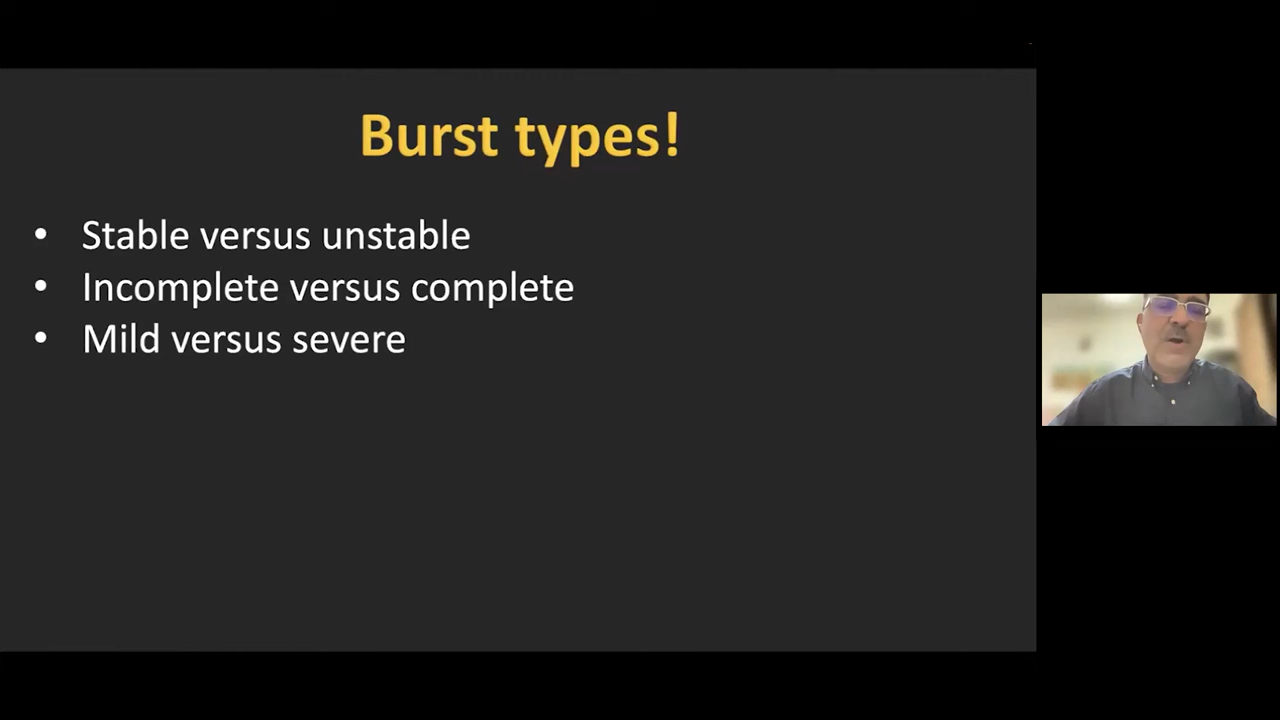 Burst types!
• Stable versus unstable
• Incomplete versus complete
• Mild versus severe